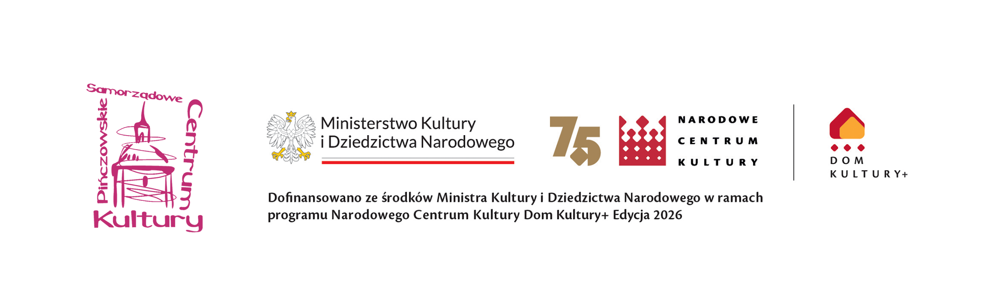 Pińczowskie
Samorządowe
Centrum
Kultury
Ministerstwo Kultury
i Dziedzictwa Narodowego
75
NARODOWE
CENTRUM
KULTURY
DOM
KULTURY+
Dofinansowano ze środków Ministra Kultury i Dziedzictwa Narodowego w ramach
programu Narodowego Centrum Kultury Dom Kultury+ Edycja 2026